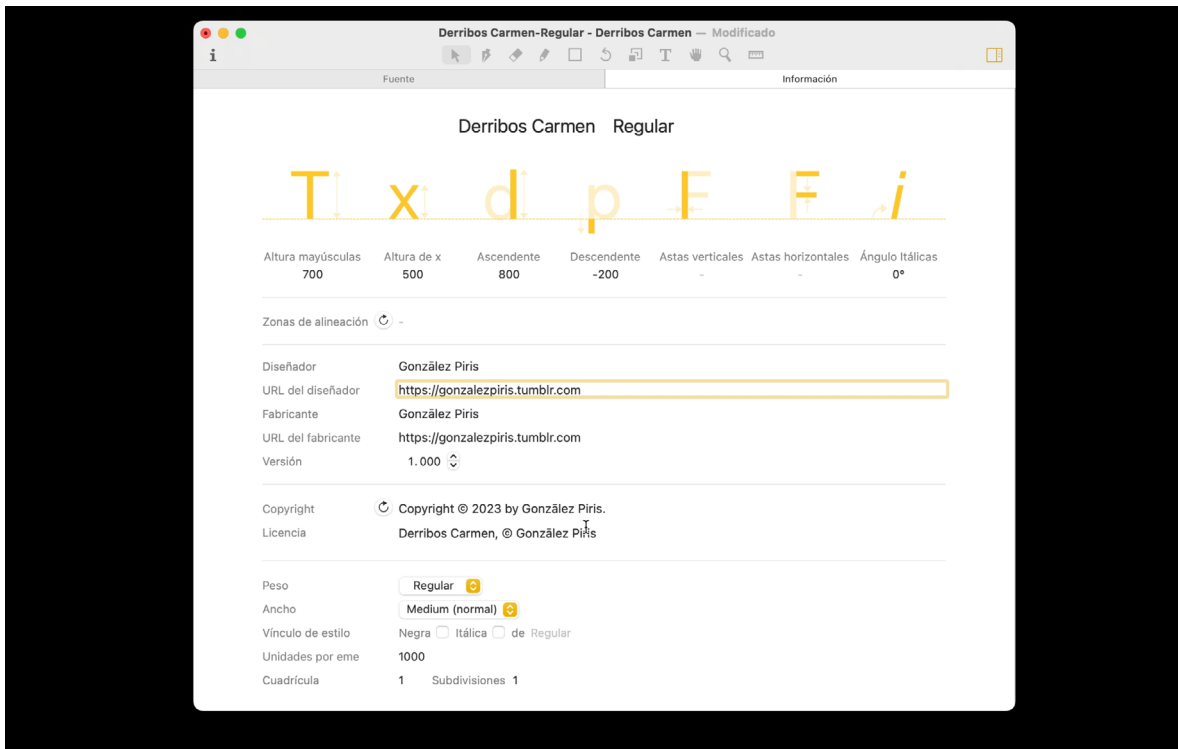 Derribos Carmen-Regular - Derribos Carmen — Modificado
i
T
Fuente Información
Derribos Carmen Regular
T x d p F F i
Altura mayúsculas Altura de x Ascendente Descendente Astas verticales Astas horizontales Ángulo Itálicas
700 500 800 -200 - - 0°
Zonas de alineación -
Diseñador Gonzälez Piris
URL del diseñador https://gonzalezpiris.tumblr.com
Fabricante Gonzälez Piris
URL del fabricante https://gonzalezpiris.tumblr.com
Versión 1.000
Copyright Copyright © 2023 by Gonzälez Piris.
Licencia Derribos Carmen, © Gonzälez Piris
Peso Regular
Ancho Medium (normal)
Vínculo de estilo Negra Itálica de Regular
Unidades por eme 1000
Cuadrícula 1 Subdivisiones 1